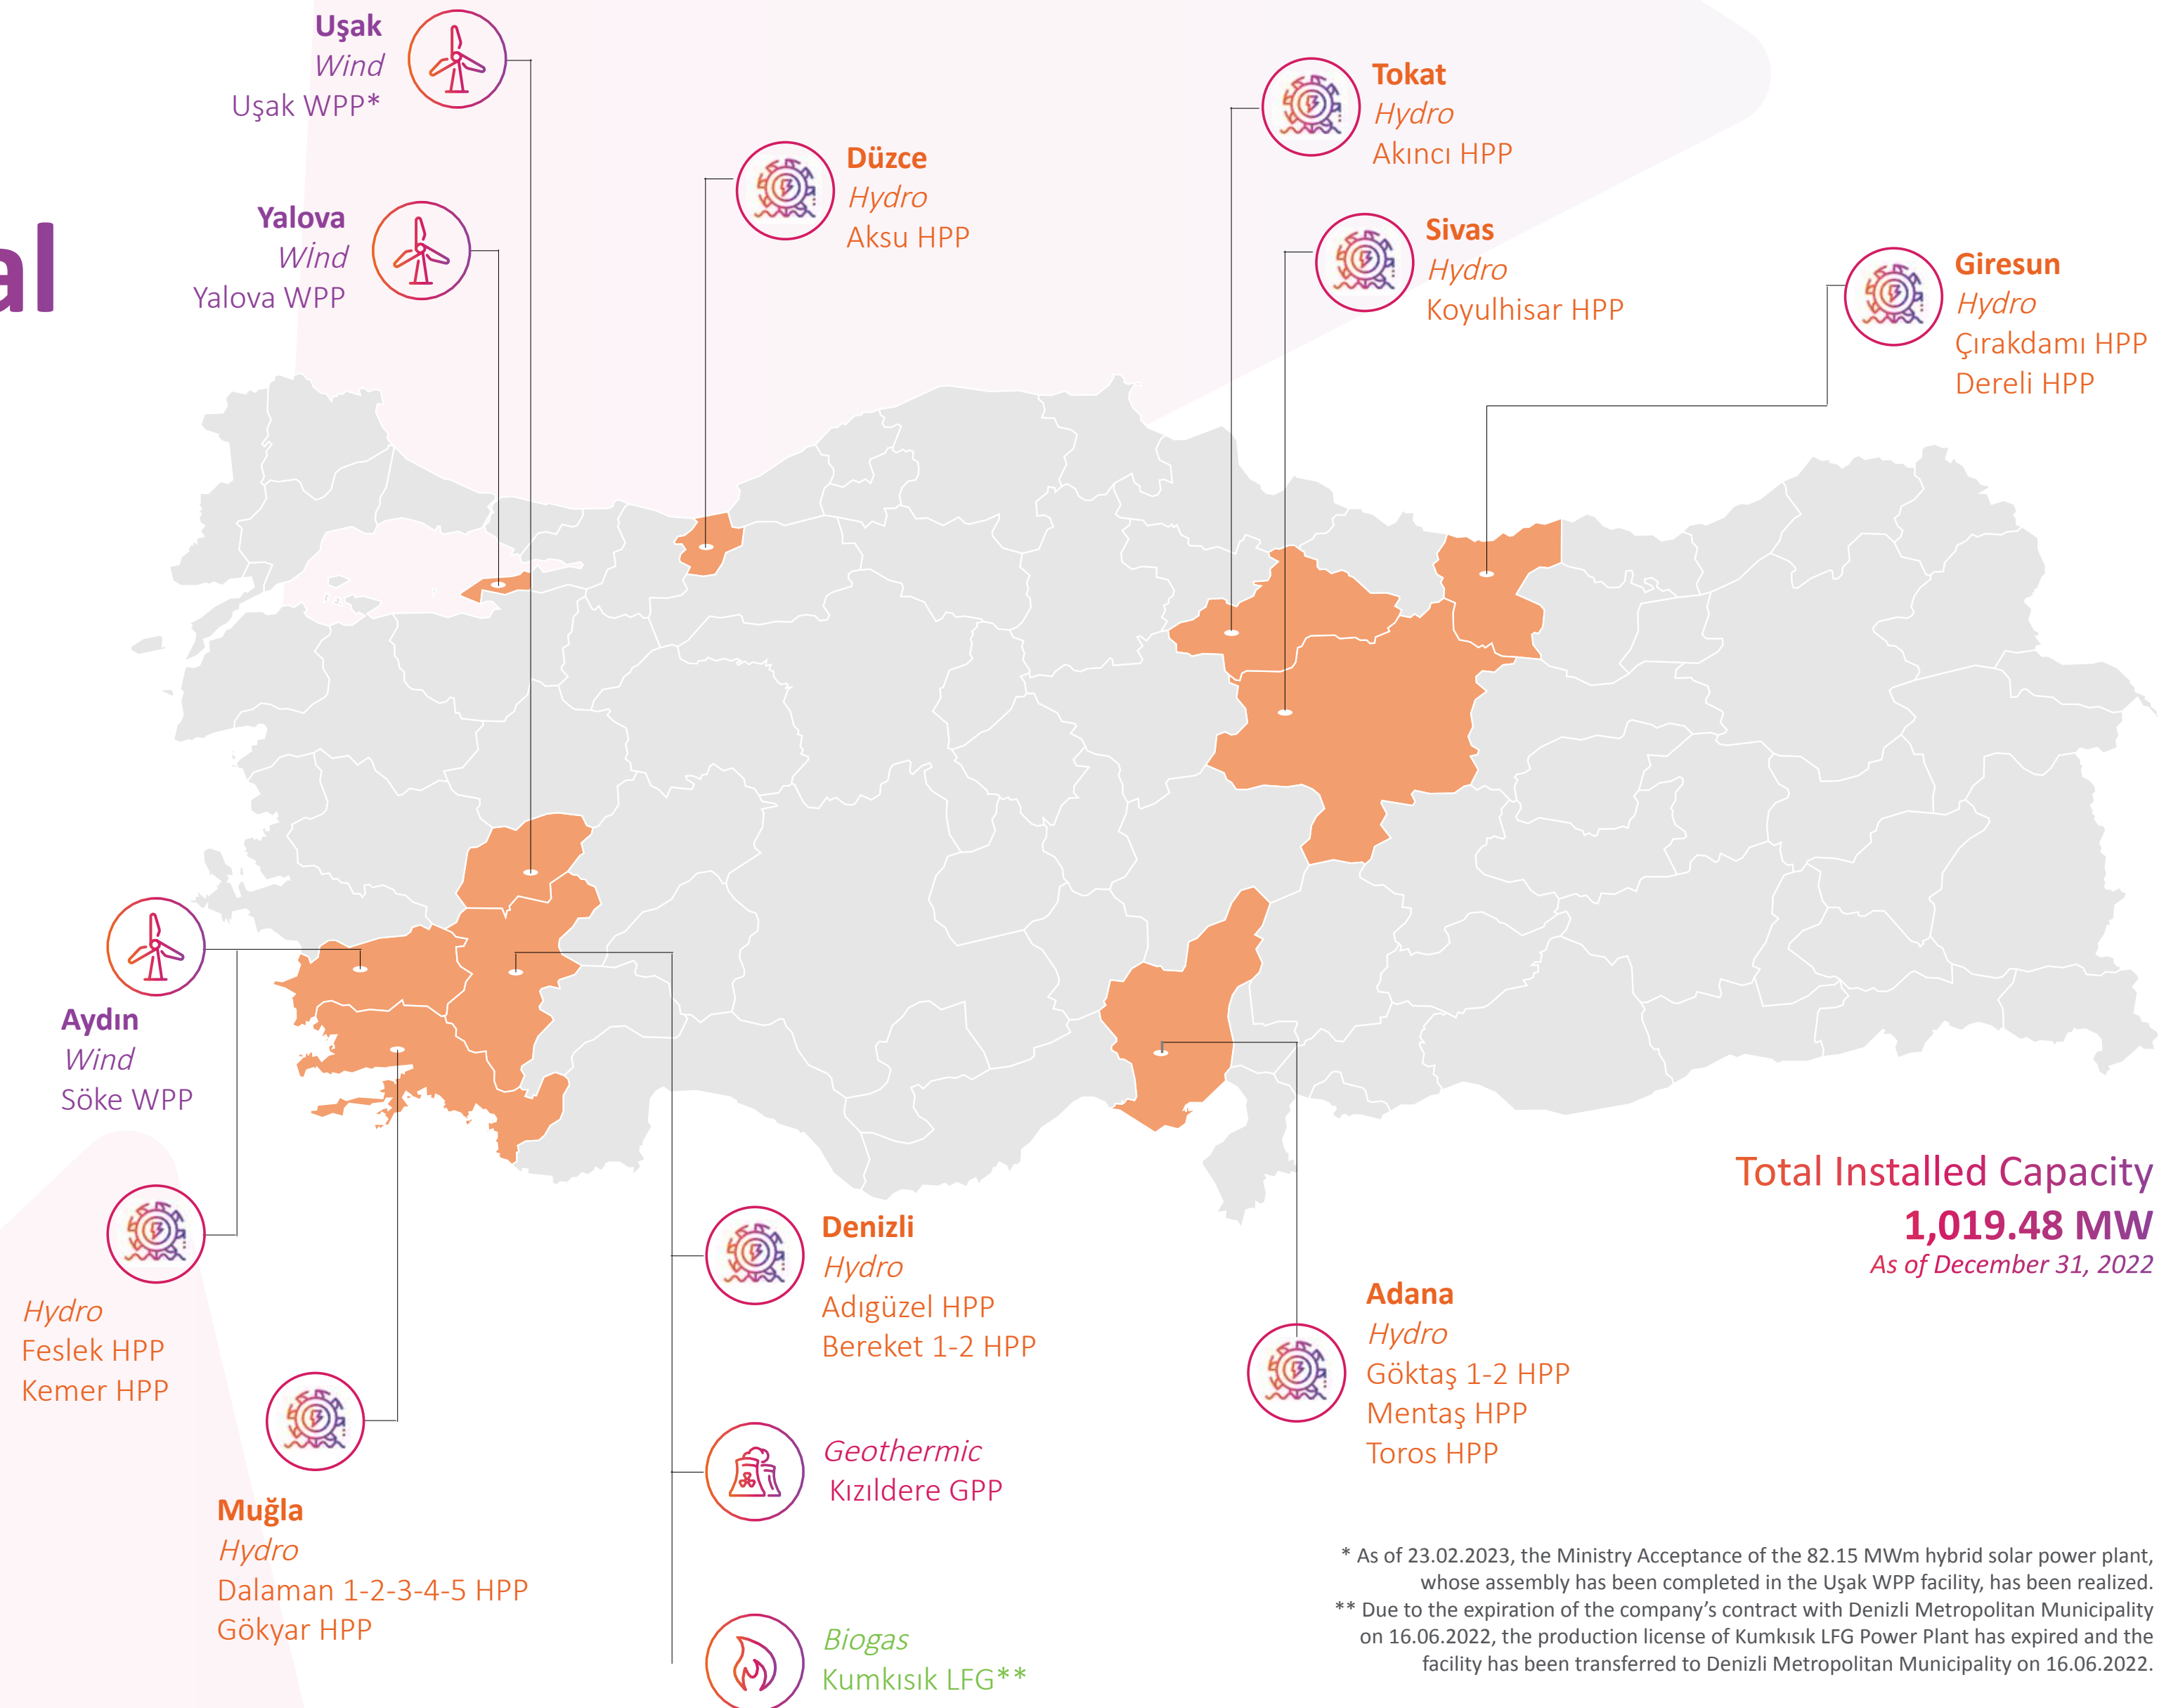 al
Uşak
Wind
Uşak WPP*
Yalova
Wİnd
Yalova WPP
Düzce
Hydro
Aksu HPP
Tokat
Hydro
Akıncı HPP
Sivas
Hydro
Koyulhisar HPP
Giresun
Hydro
Çırakdamı HPP
Dereli HPP
Aydın
Wind
Söke WPP
Hydro
Feslek HPP
Kemer HPP
Muğla
Hydro
Dalaman 1-2-3-4-5 HPP
Gökyar HPP
Denizli
Hydro
Adıgüzel HPP
Bereket 1-2 HPP
Geothermic
Kızıldere GPP
Biogas
Kumkısık LFG**
Adana
Hydro
Göktaş 1-2 HPP
Mentaş HPP
Toros HPP
Total Installed Capacity
1,019.48 MW
As of December 31, 2022
* As of 23.02.2023, the Ministry Acceptance of the 82.15 MWm hybrid solar power plant,
whose assembly has been completed in the Uşak WPP facility, has been realized.
** Due to the expiration of the company’s contract with Denizli Metropolitan Municipality
on 16.06.2022, the production license of Kumkısık LFG Power Plant has expired and the
facility has been transferred to Denizli Metropolitan Municipality on 16.06.2022.